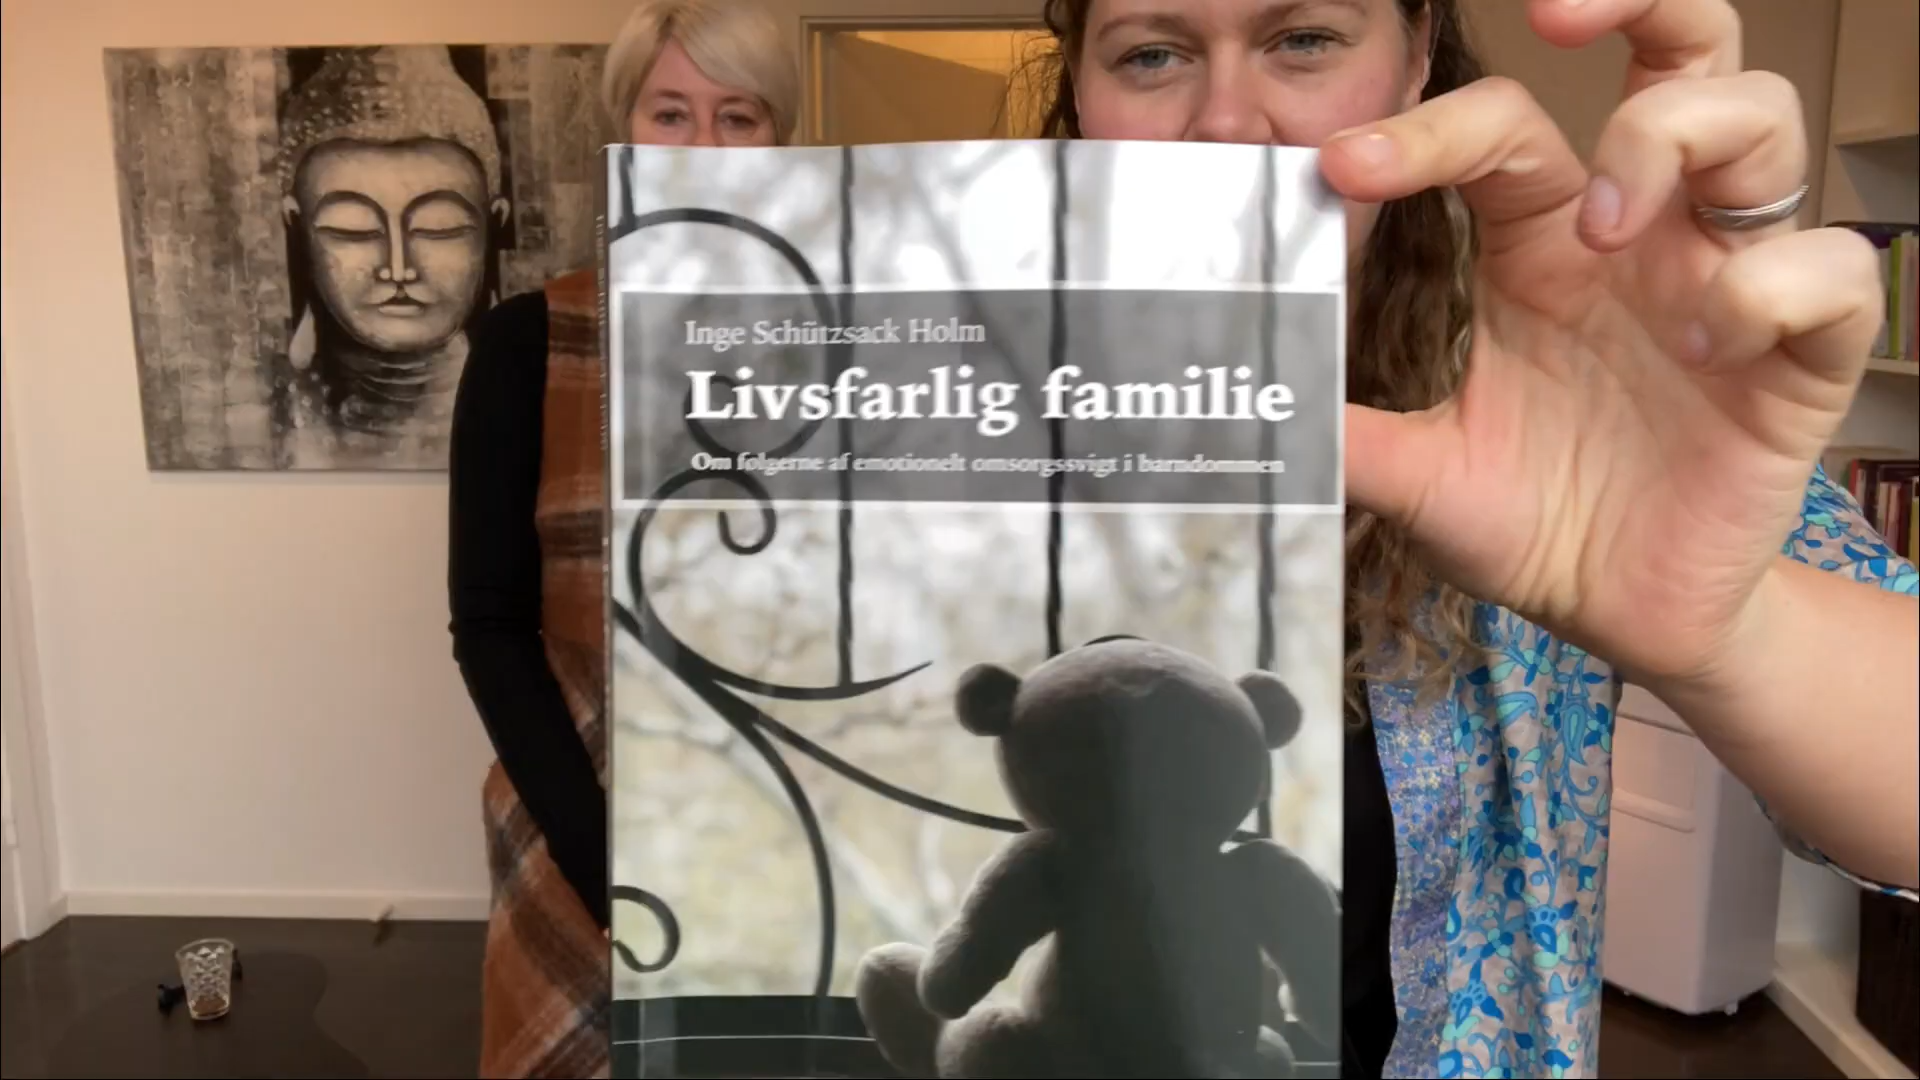 Inge Schützsack Holm
Livsfarlig familie
Om følgerne af emotionelt omsorgssvigt i barndommen